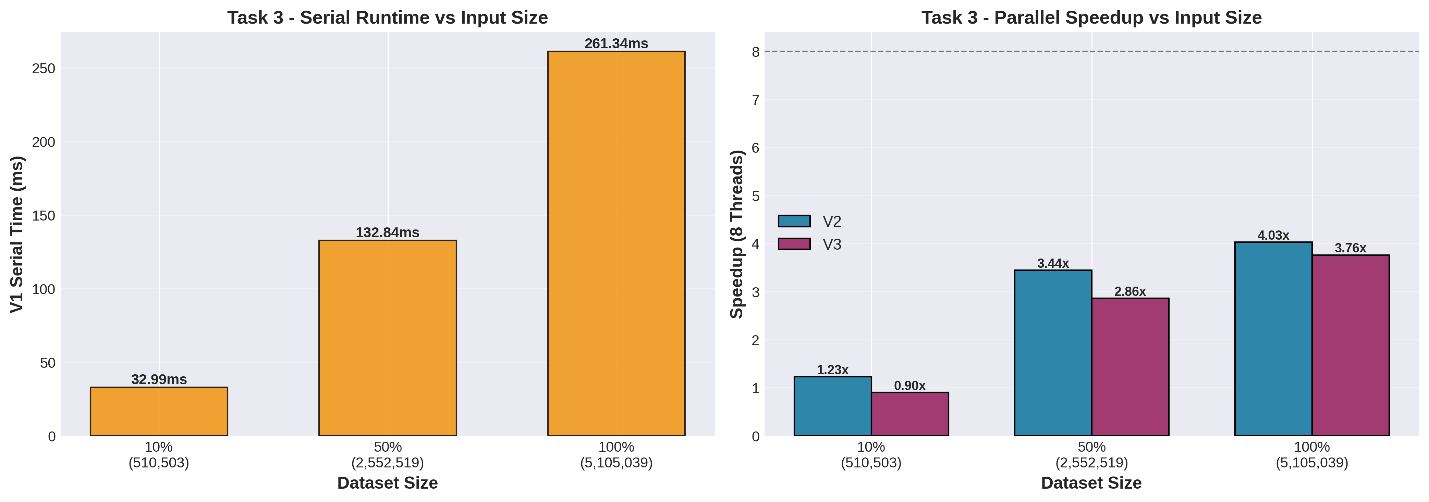 Task 3 - Serial Runtime vs Input Size
V1 Serial Time (ms)
250
200
150
100
50
0
261.34ms
132.84ms
32.99ms
10%
(510,503)
50%
(2,552,519)
100%
(5,105,039)
Dataset Size
Task 3 - Parallel Speedup vs Input Size
Speedup (8 Threads)
8
7
6
5
4
3
2
1
0
V2
V3
1.23x
0.90x
3.44x
2.86x
4.03x
3.76x
10%
(510,503)
50%
(2,552,519)
100%
(5,105,039)
Dataset Size